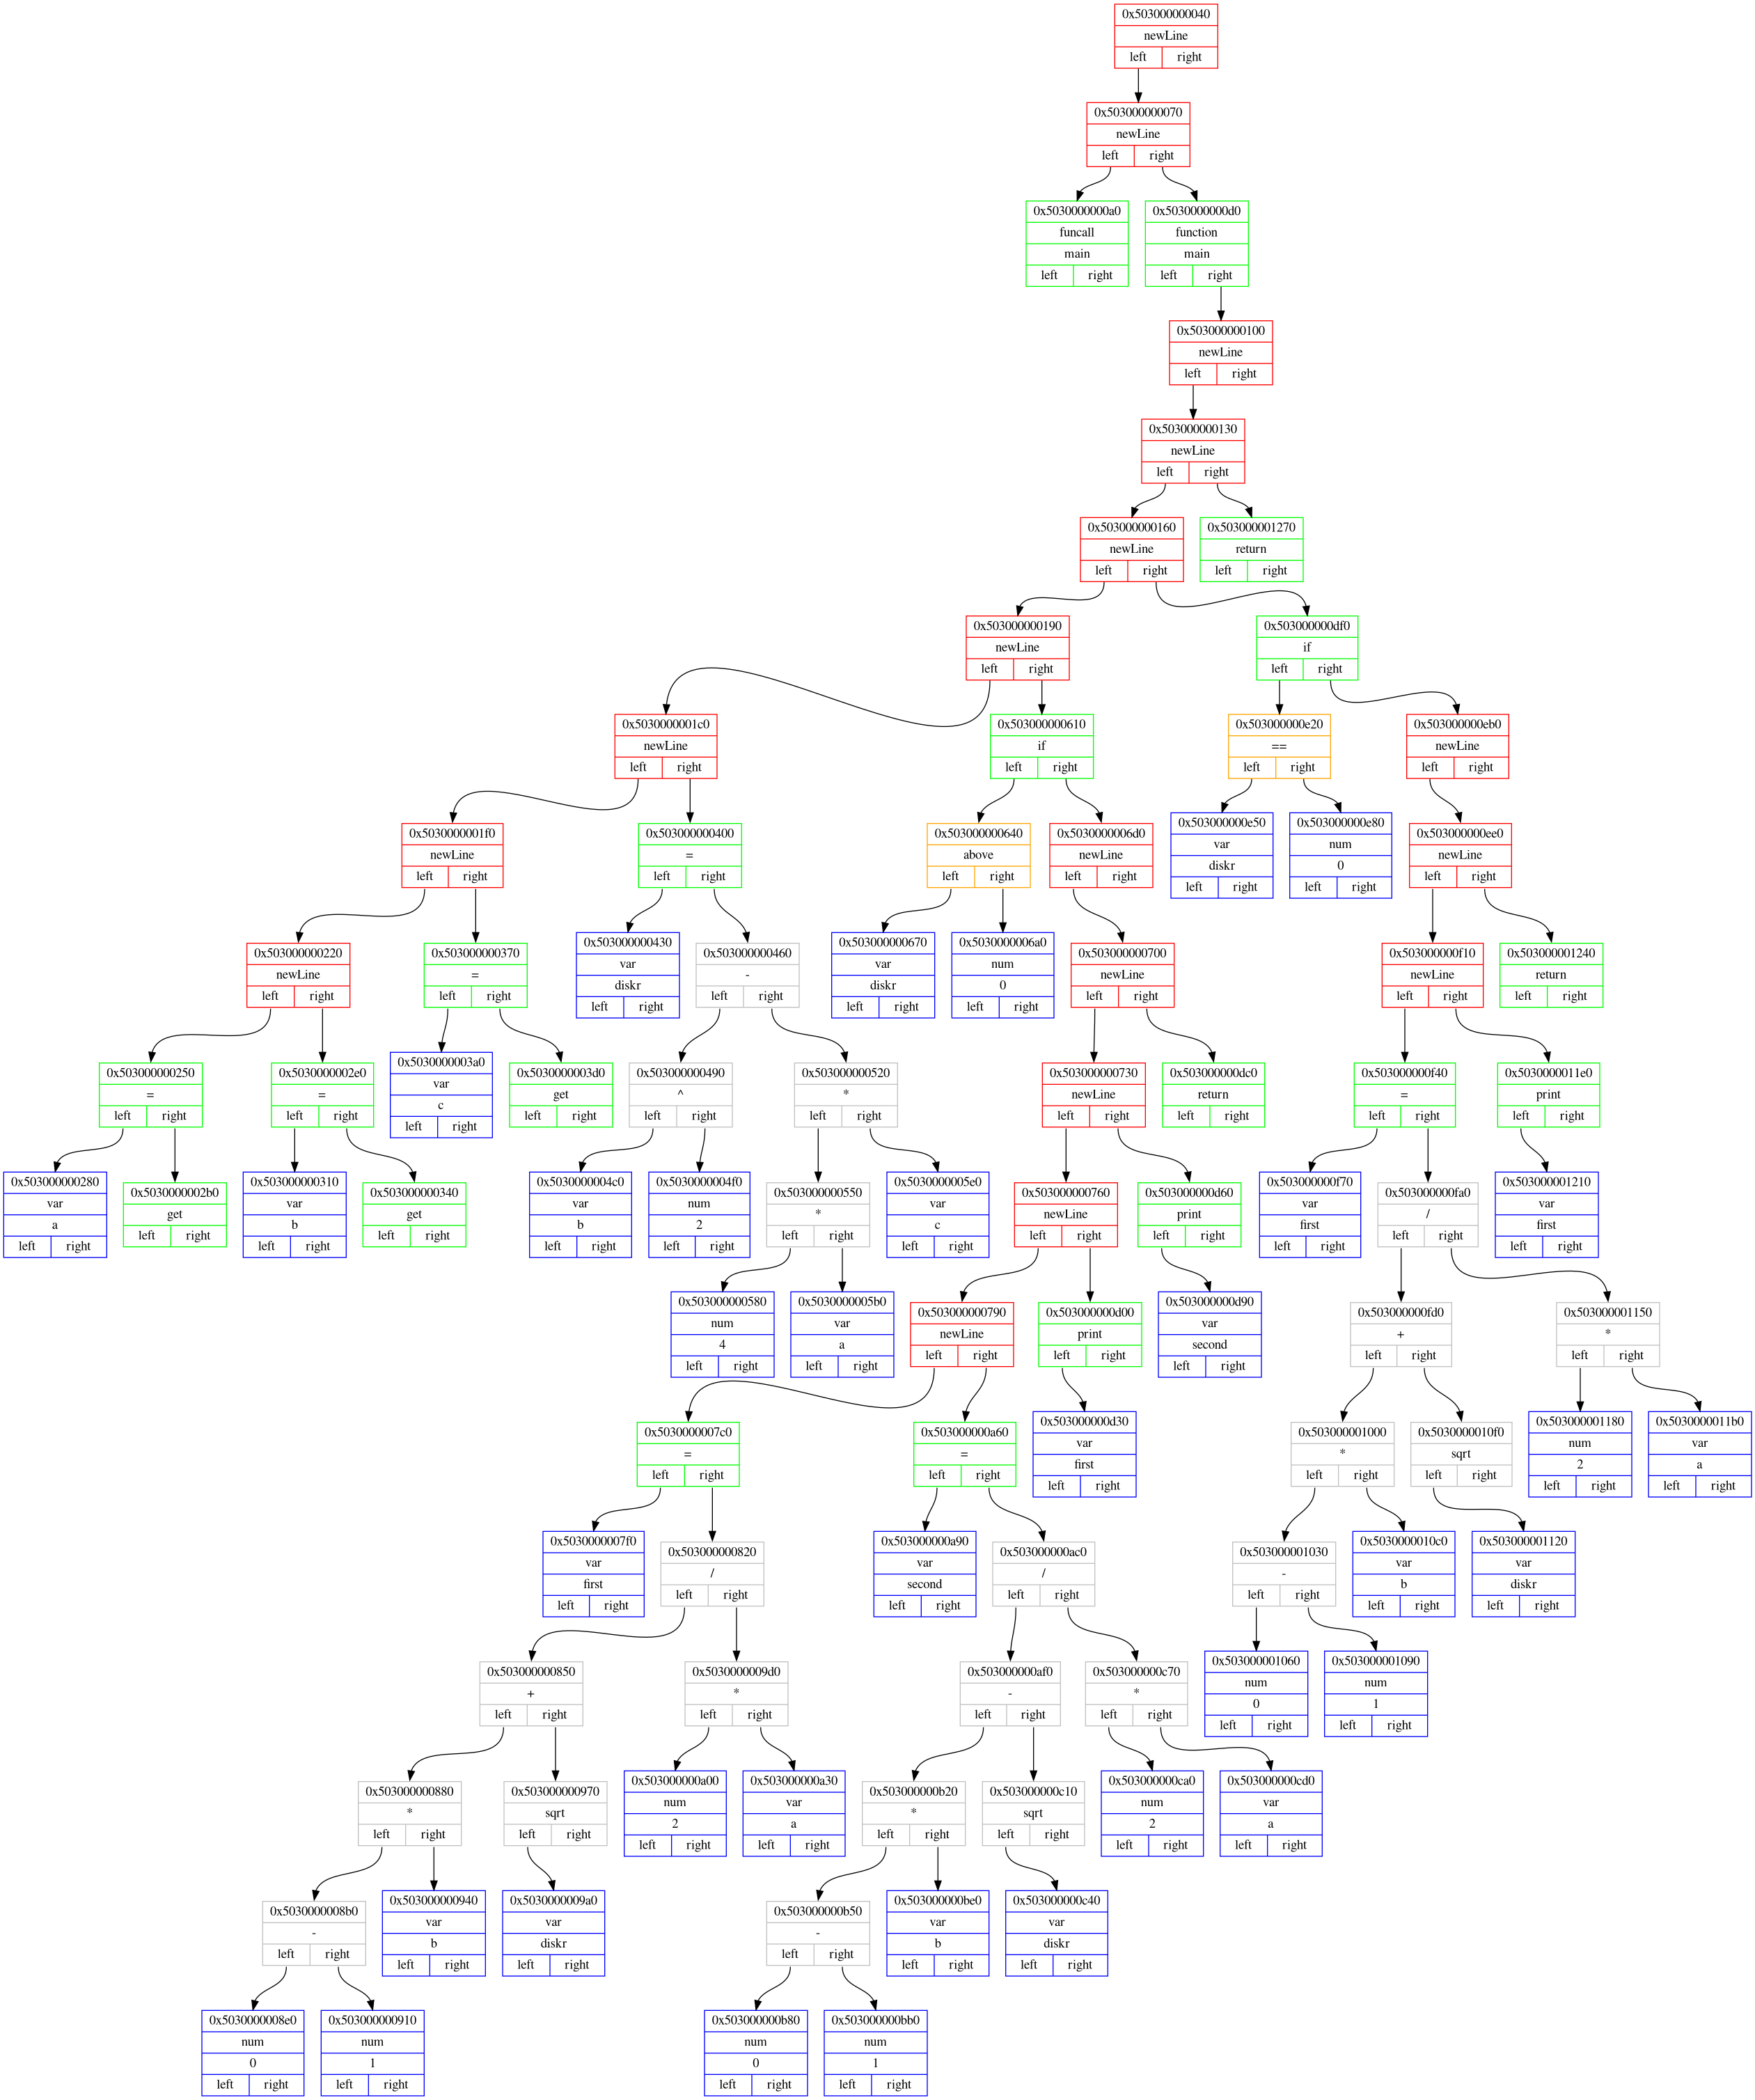 0x503000000040
newLine
left right
0x503000000070
newLine
left right
0x5030000000a0
funcall
main
left right
0x5030000000d0
function
main
left right
0x503000000100
newLine
left right
0x503000000130
newLine
left right
0x503000000160
newLine
left right
0x503000001270
return
left right
0x503000000190
newLine
left right
0x503000000df0
if
left right
0x5030000001c0
newLine
left right
0x503000000610
if
left right
0x503000000e20
==
left right
0x503000000eb0
newLine
left right
0x5030000001f0
newLine
left right
0x503000000400
=
left right
0x503000000640
above
left right
0x5030000006d0
newLine
left right
0x503000000e50
var
diskr
left right
0x503000000e80
num
0
left right
0x503000000ee0
newLine
left right
0x503000000220
newLine
left right
0x503000000370
=
left right
0x503000000430
var
diskr
left right
0x503000000460
-
left right
0x503000000670
var
diskr
left right
0x5030000006a0
num
0
left right
0x503000000700
newLine
left right
0x503000000f10
newLine
left right
0x503000001240
return
left right
0x503000000250
=
left right
0x5030000002e0
=
left right
0x5030000003a0
var
c
left right
0x5030000003d0
get
left right
0x503000000490
^
left right
0x503000000520
*
left right
0x503000000730
newLine
left right
0x503000000dc0
return
left right
0x503000000f40
=
left right
0x5030000011e0
print
left right
0x503000000280
var
a
left right
0x5030000002b0
get
left right
0x503000000310
var
b
left right
0x503000000340
get
left right
0x5030000004c0
var
b
left right
0x5030000004f0
num
2
left right
0x503000000550
*
left right
0x5030000005e0
var
c
left right
0x503000000760
newLine
left right
0x503000000d60
print
left right
0x503000000f70
var
first
left right
0x503000000fa0
/
left right
0x503000001210
var
first
left right
0x503000000580
num
4
left right
0x5030000005b0
var
a
left right
0x503000000790
newLine
left right
0x503000000d00
print
left right
0x503000000d90
var
second
left right
0x503000000fd0
+
left right
0x503000001150
*
left right
0x5030000007c0
=
left right
0x503000000a60
=
left right
0x503000000d30
var
first
left right
0x503000001000
*
left right
0x5030000010f0
sqrt
left right
0x503000001180
num
2
left right
0x5030000011b0
var
a
left right
0x5030000007f0
var
first
left right
0x503000000820
/
left right
0x503000000a90
var
second
left right
0x503000000ac0
/
left right
0x503000001030
-
left right
0x5030000010c0
var
b
left right
0x503000001120
var
diskr
left right
0x503000000850
+
left right
0x5030000009d0
*
left right
0x503000000af0
-
left right
0x503000000c70
*
left right
0x503000001060
num
0
left right
0x503000001090
num
1
left right
0x503000000880
*
left right
0x503000000970
sqrt
left right
0x503000000a00
num
2
left right
0x503000000a30
var
a
left right
0x503000000b20
*
left right
0x503000000c10
sqrt
left right
0x503000000ca0
num
2
left right
0x503000000cd0
var
a
left right
0x5030000008b0
-
left right
0x503000000940
var
b
left right
0x5030000009a0
var
diskr
left right
0x503000000b50
-
left right
0x503000000be0
var
b
left right
0x503000000c40
var
diskr
left right
0x5030000008e0
num
0
left right
0x503000000910
num
1
left right
0x503000000b80
num
0
left right
0x503000000bb0
num
1
left right